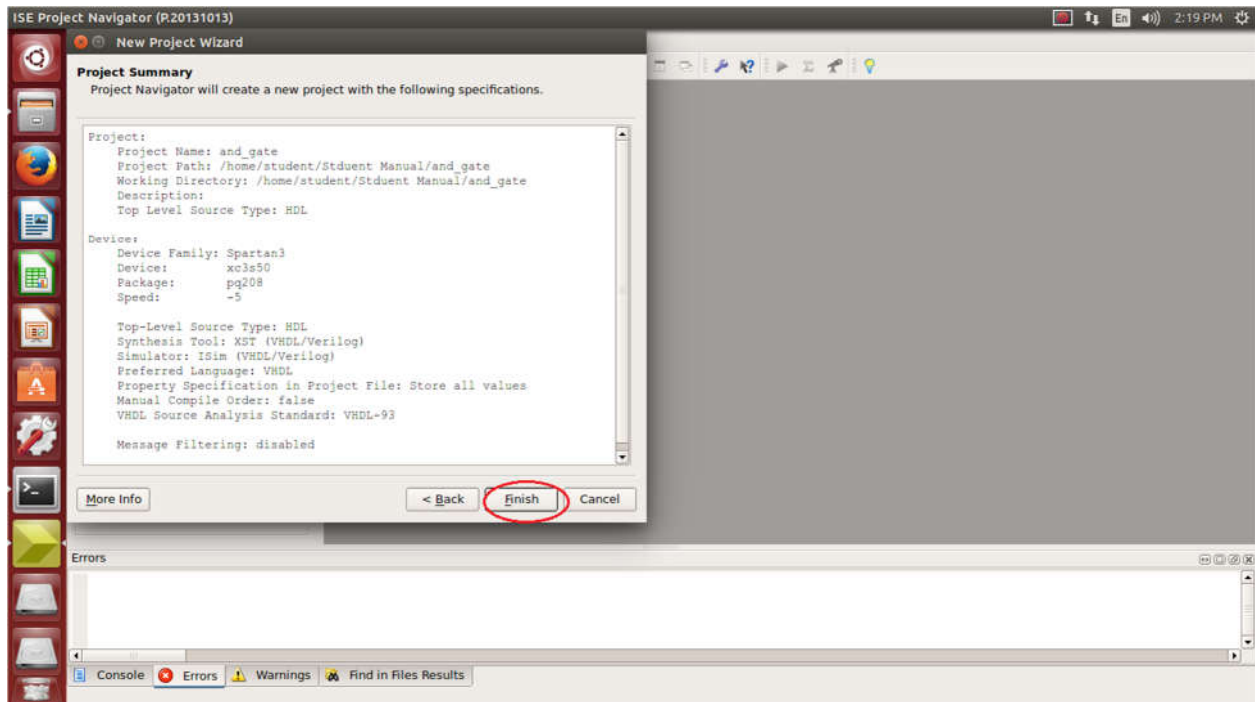 ISE Project Navigator (P.20131013)
En
2:19 PM
New Project Wizard
Project Summary
Project Navigator will create a new project with the following specifications.
Project:
Project Name: and_gate
Project Path: /home/student/Stduent Manual/and_gate
Working Directory: /home/student/Stduent Manual/and_gate
Description:
Top Level Source Type: HDL
Device:
Device Family: Spartan3
Device: xc3s50
Package: pq208
Speed: -5
Top-Level Source Type: HDL
Synthesis Tool: XST (VHDL/Verilog)
Simulator: ISim (VHDL/Verilog)
Preferred Language: VHDL
Property Specification in Project File: Store all values
Manual Compile Order: false
VHDL Source Analysis Standard: VHDL-93
Message Filtering: disabled
More Info
< Back
Finish
Cancel
Errors
Console
Errors
Warnings
Find in Files Results